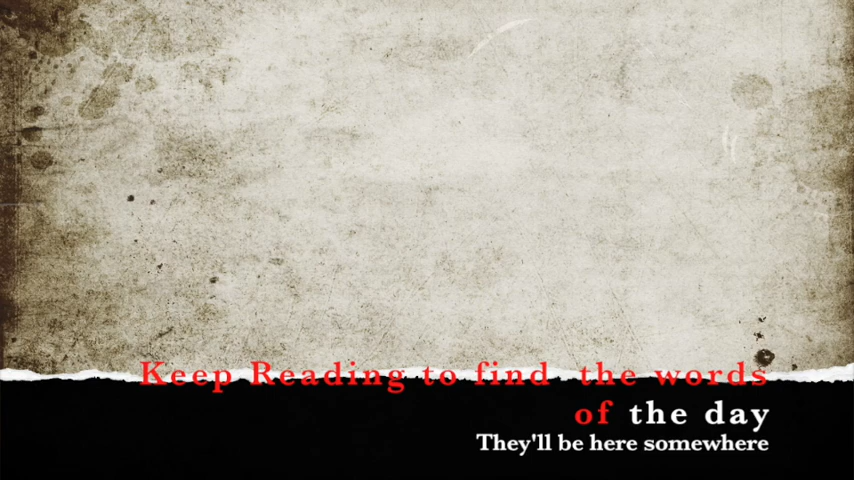 Keep Reading to find the words
of the day
They'll be here somewhere